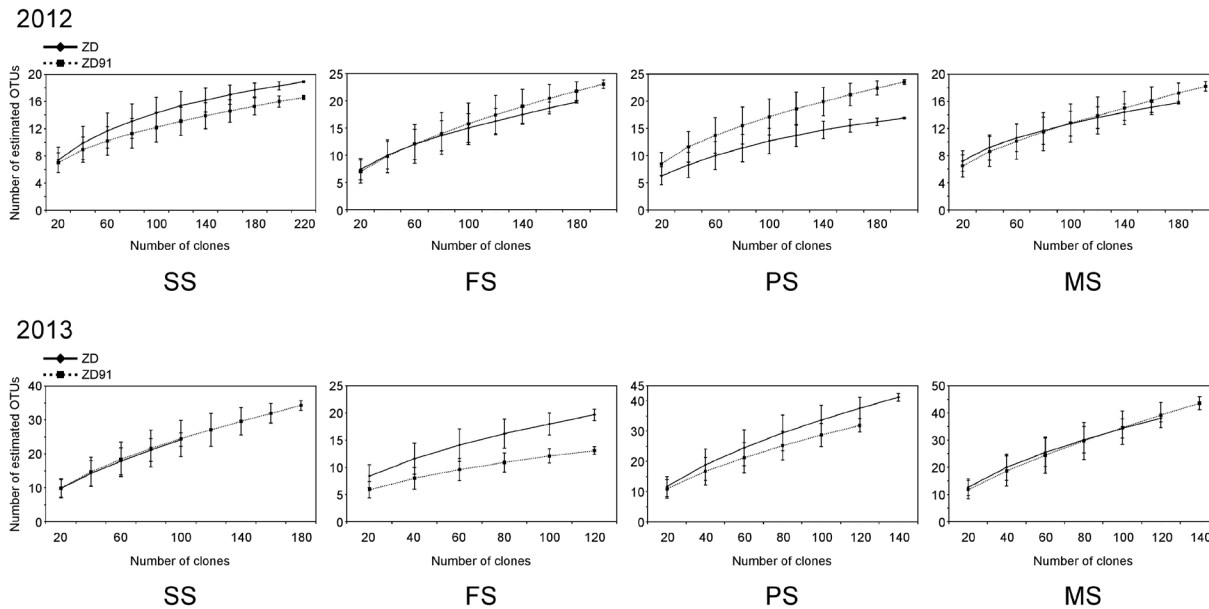 2012
ZD
ZD91
Number of estimated OTUs
20
16
12
8
4
0
20 60 100 140 180 220
Number of clones
SS
25
20
15
10
5
0
20 60 100 140 180
Number of clones
FS
25
20
15
10
5
0
20 60 100 140 180
Number of clones
PS
20
16
12
8
4
0
20 60 100 140 180
Number of clones
MS
2013
ZD
ZD91
Number of estimated OTUs
40
30
20
10
0
20 60 100 140 180
Number of clones
SS
25
20
15
10
5
0
20 40 60 80 100 120
Number of clones
FS
45
40
30
20
10
0
20 40 60 80 100 120 140
Number of clones
PS
50
40
30
20
10
0
20 40 60 80 100 120 140
Number of clones
MS